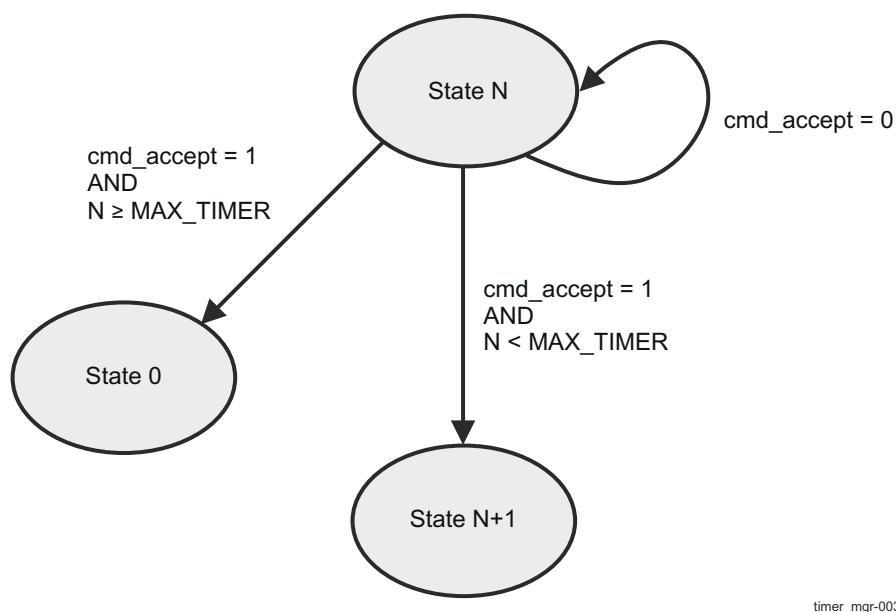 State N
cmd_accept = 0
cmd_accept = 1
AND
N ≥ MAX_TIMER
cmd_accept = 1
AND
N < MAX_TIMER
State 0
State N+1